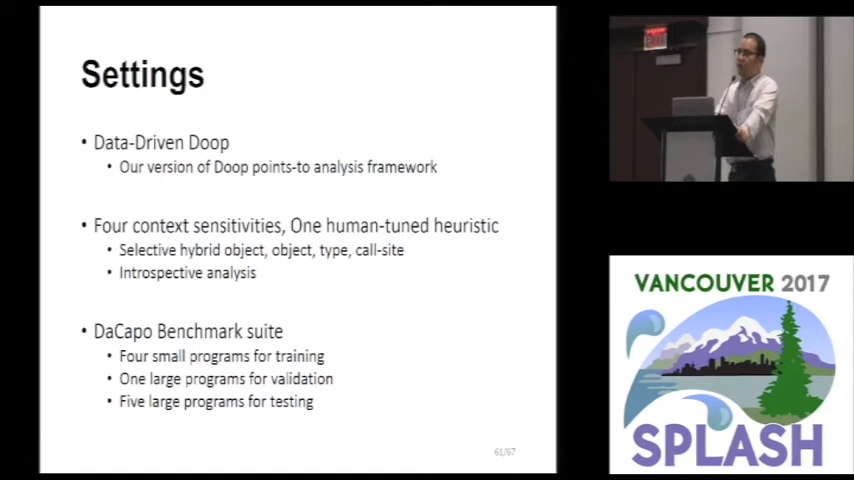 Settings
• Data-Driven Doop
• Our version of Doop points-to analysis framework
• Four context sensitivities, One human-tuned heuristic
• Selective hybrid object, object, type, call-site
• Introspective analysis
• DaCapo Benchmark suite
• Four small programs for training
• One large programs for validation
• Five large programs for testing
61/67
EXIT
VANCOUVER 2017
SPLASH